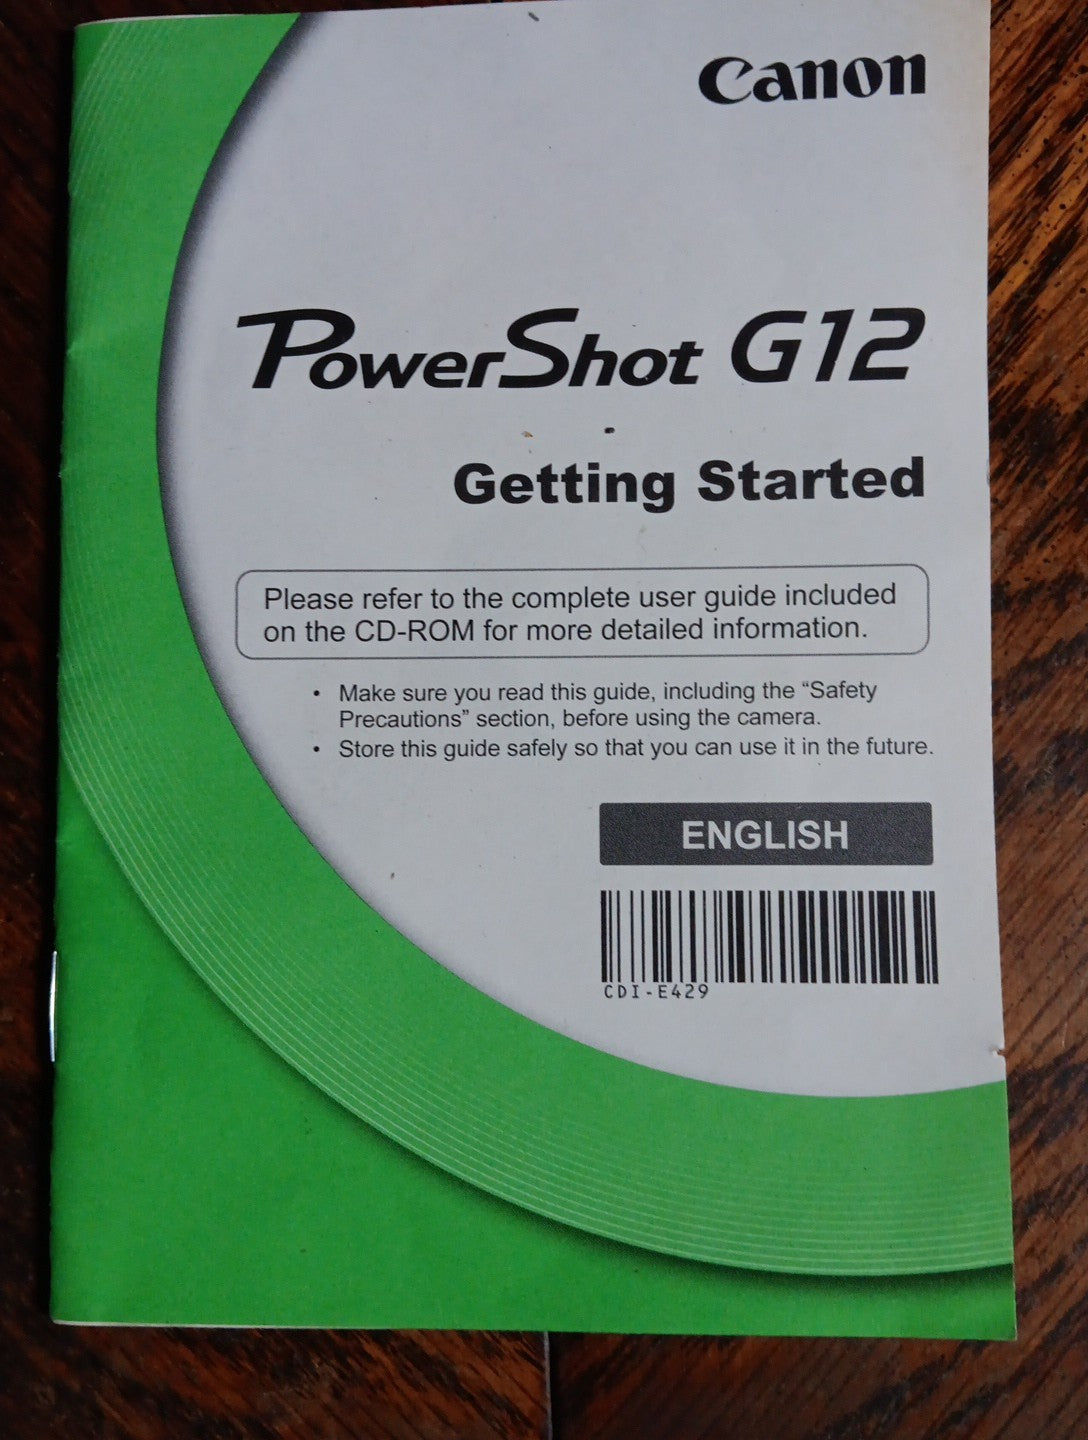 Canon
PowerShot G12
Getting Started
Please refer to the complete user guide included
on the CD-ROM for more detailed information.
• Make sure you read this guide, including the “Safety
Precautions” section, before using the camera.
• Store this guide safely so that you can use it in the future.
ENGLISH
CDI-E429